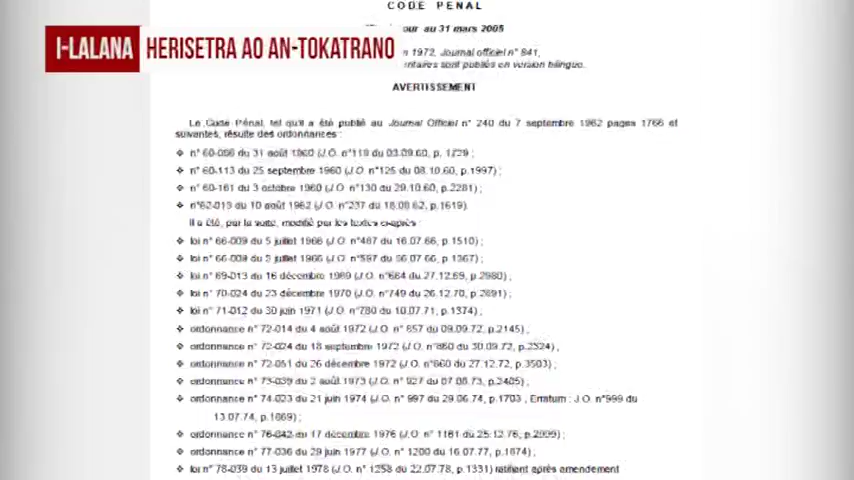 CODE PENAL
our au 31 mars 2005
I-LALANA HERISETRA AO AN-TOKATRANO
n 1972, Journal officiel n° 841,
ntaires sont publiés en version bilingue.
AVERTISSEMENT
Le Code Pénal, tel qu'il a été publié au Journal Officiel n° 240 du 7 septembre 1962 pages 1766 et
suivantes, résulte des ordonnances :
❖ n° 60-098 du 31 août 1960 (J.O. n°119 du 03.09.60, p. 1729 ;
❖ n° 60-113 du 25 septembre 1960 (J.O n°125 du 08.10.60, p.1997) ;
❖ n° 60-161 du 3 octobre 1960 (J.O. n°130 du 29.10.60, p.2281) ;
❖ n°62-013 du 10 août 1962 (J.O. n°237 du 18.08.62, p.1619).
Il a été, par la suite, modifié par les textes ci-après :
❖ loi n° 66-009 du 5 juillet 1966 (J.O. n°487 du 16.07.66, p.1510) ;
❖ loi n° 66-009 du 5 juillet 1966 (J.O.
❖ loi n° 69-013 du 16 décembre 1969 (J.O. n°684 du 27.12.69, p.2980) ;
❖ loi n° 70-024 du 23 décembre 1970 (J.O. n°749 du 26.12.70, p.2891) ;
❖ loi n° 71-012 du 30 juin 1971 (J.O. n°780 du 10.07.71, p.1374) ;
❖ ordonnance n° 72-014 du 4 août 1972 (J.O. n° 857 du 09.09.72, p.2145) ;
❖ ordonnance n° 72-024 du 18 septembre 1972 (J.O. n°860 du 30.09.72, p.2324) ;
❖ ordonnance n° 72-051 du 26 décembre 1972 (J.O. du 27.12.72, p.3503) ;
❖ ordonnance n° 73-039 du 2 août 1973 (J.O. n° 927 du 07.08.73, p.2405) ;
❖ ordonnance n° 74-023 du 21 juin 1974 (J.O. n° 997 du 29.06.74, p.1703 , Erratum : J.O. n°999 du
13.07.74, p.1869) ;
❖ ordonnance n° 76-042 du 17 décembre 1976 (J.O. n° 1161 du 25.12.76, p.2999) ;
❖ ordonnance n° 77-036 du 29 juin 1977 (J.O. n° 1200 du 16.07.77, p.1674) ;
❖ loi n° 78-039 du 13 juillet 1978 (J.O. n° 1258 du 22.07.78, p.1331) ratifiant après amendement